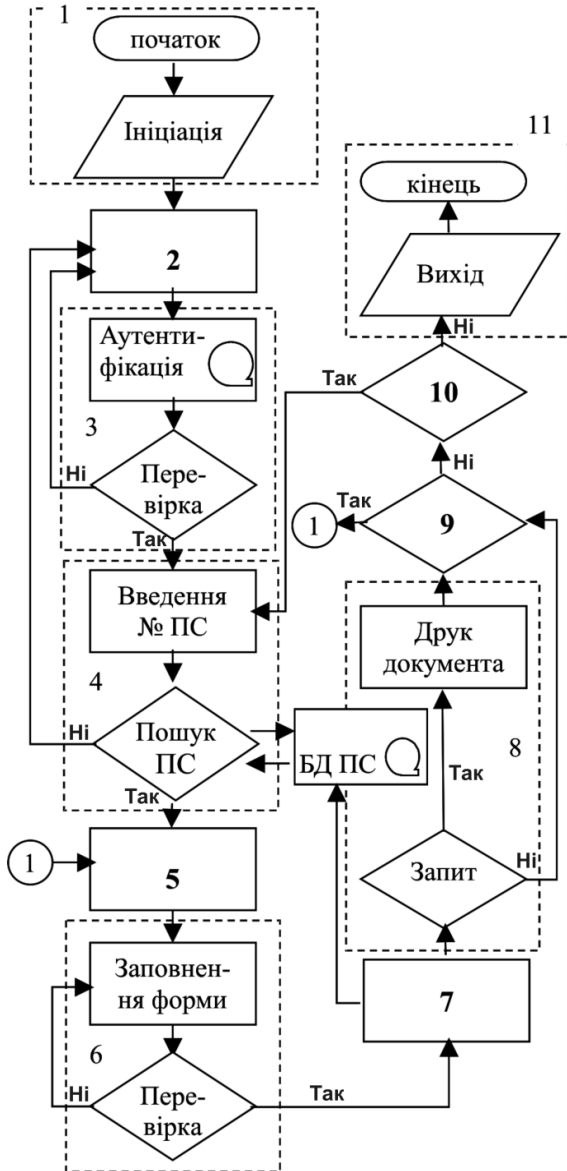 1
початок
Ініціація
2
Аутенти-
фікація
3
Ні
Пере-
вірка
Так
Введення
№ ПС
4
Ні
Пошук
ПС
Так
БД ПС
1
5
Заповнен-
ня форми
6
Ні
Пере-
вірка
Так
7
Запит
Ні
Так
8
Друк
документа
1
Так
9
Ні
Так
10
Ні
Вихід
кінець
11